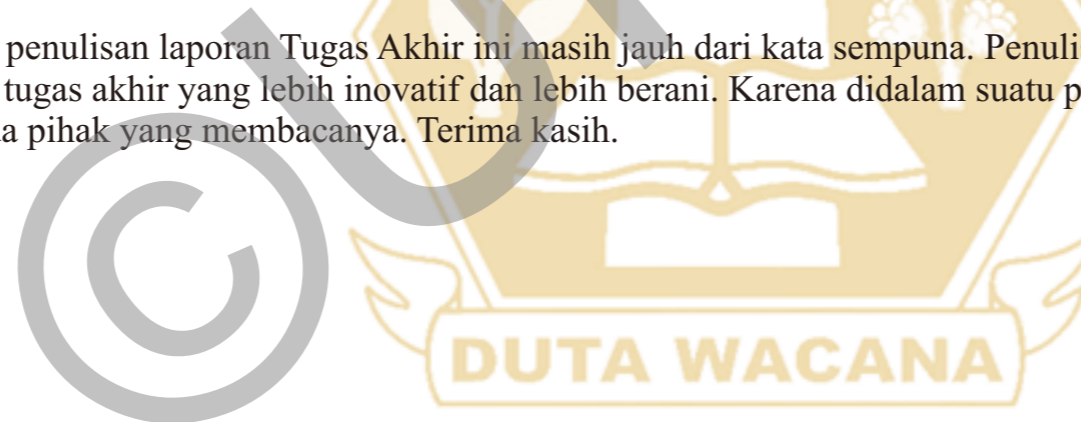 penulisan laporan Tugas Akhir ini masih jauh dari kata sempuna. Penuli
tugas akhir yang lebih inovatif dan lebih berani. Karena didalam suatu p
a pihak yang membacanya. Terima kasih.
©U
DUTA WACANA